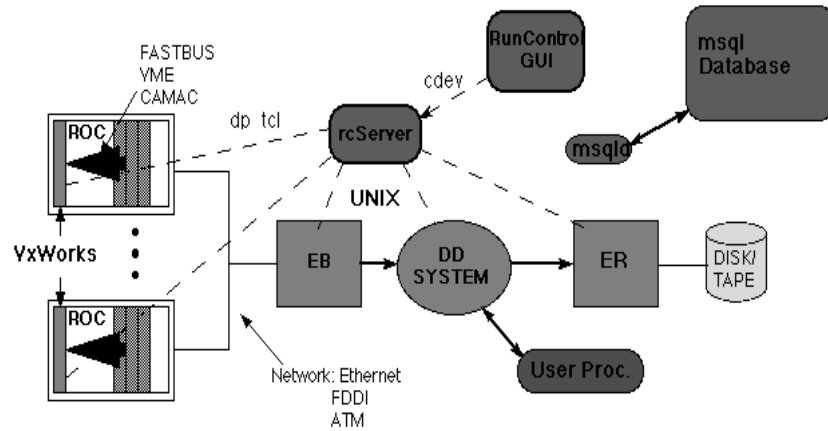 FASTBUS
VME
CAMAC
RunControl
GUI
msql
Database
cdev
ROC
dp_tcl
rcServer
msqld
UNIX
VxWorks
EB
DD
SYSTEM
ER
DISK/
TAPE
ROC
User Proc.
Network: Ethernet
FDDI
ATM